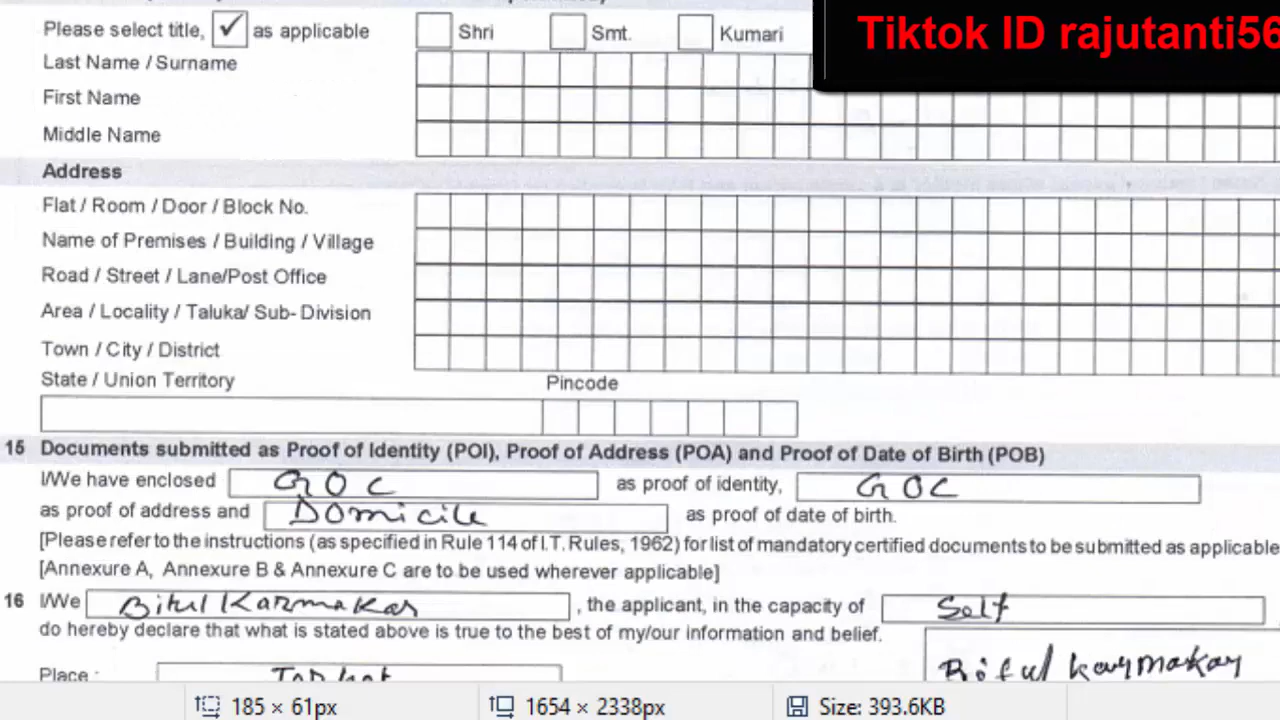 Tiktok ID rajutanti56
Please select title, ✓ as applicable Shri Smt. Kumari
Last Name / Surname
First Name
Middle Name
Address
Flat / Room / Door / Block No.
Name of Premises / Building / Village
Road / Street / Lane/Post Office
Area / Locality / Taluka/ Sub- Division
Town / City / District
State / Union Territory Pincode
15 Documents submitted as Proof of Identity (POI), Proof of Address (POA) and Proof of Date of Birth (POB)
I/We have enclosed GOC as proof of identity, GOC
as proof of address and Domicile as proof of date of birth.
[Please refer to the instructions (as specified in Rule 114 of I.T. Rules, 1962) for list of mandatory certified documents to be submitted as applicable
[Annexure A, Annexure B & Annexure C are to be used wherever applicable]
16 I/We Bitul Karmakar , the applicant, in the capacity of Self
do hereby declare that what is stated above is true to the best of my/our information and belief.
Bitul karmakar
Place :
185 × 61px 1654 × 2338px Size: 393.6KB